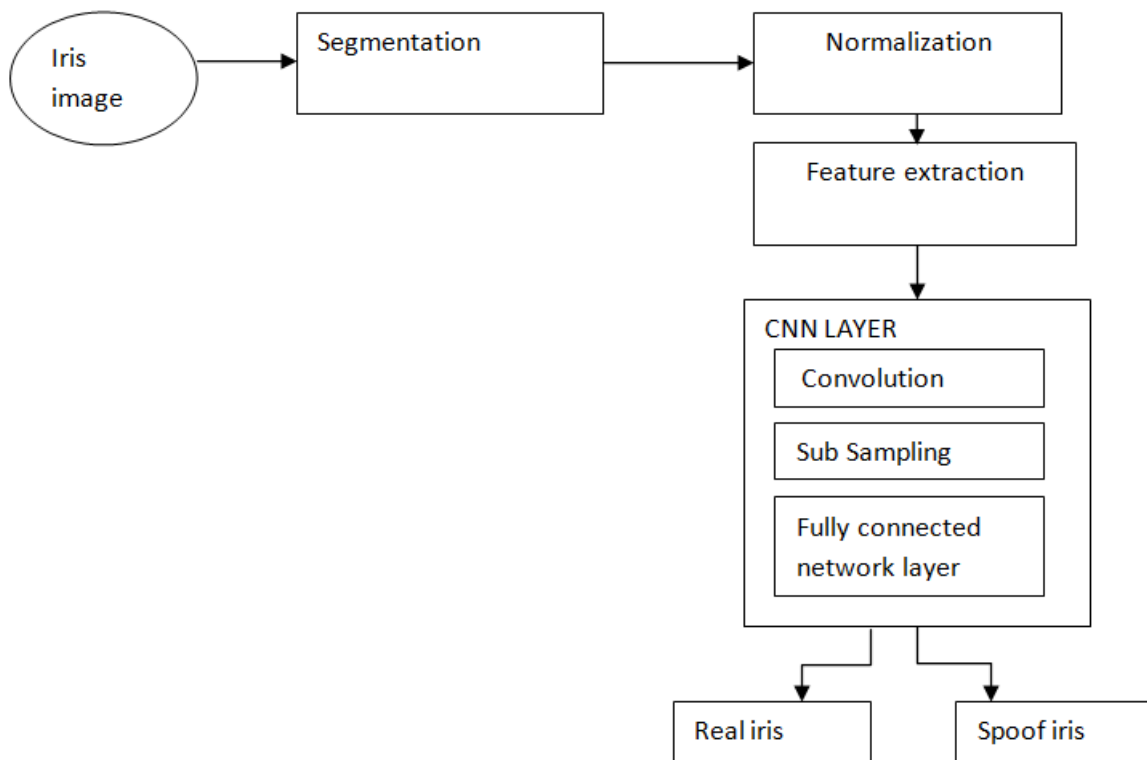 Iris
image
Segmentation
Normalization
Feature extraction
CNN LAYER
Convolution
Sub Sampling
Fully connected
network layer
Real iris
Spoof iris